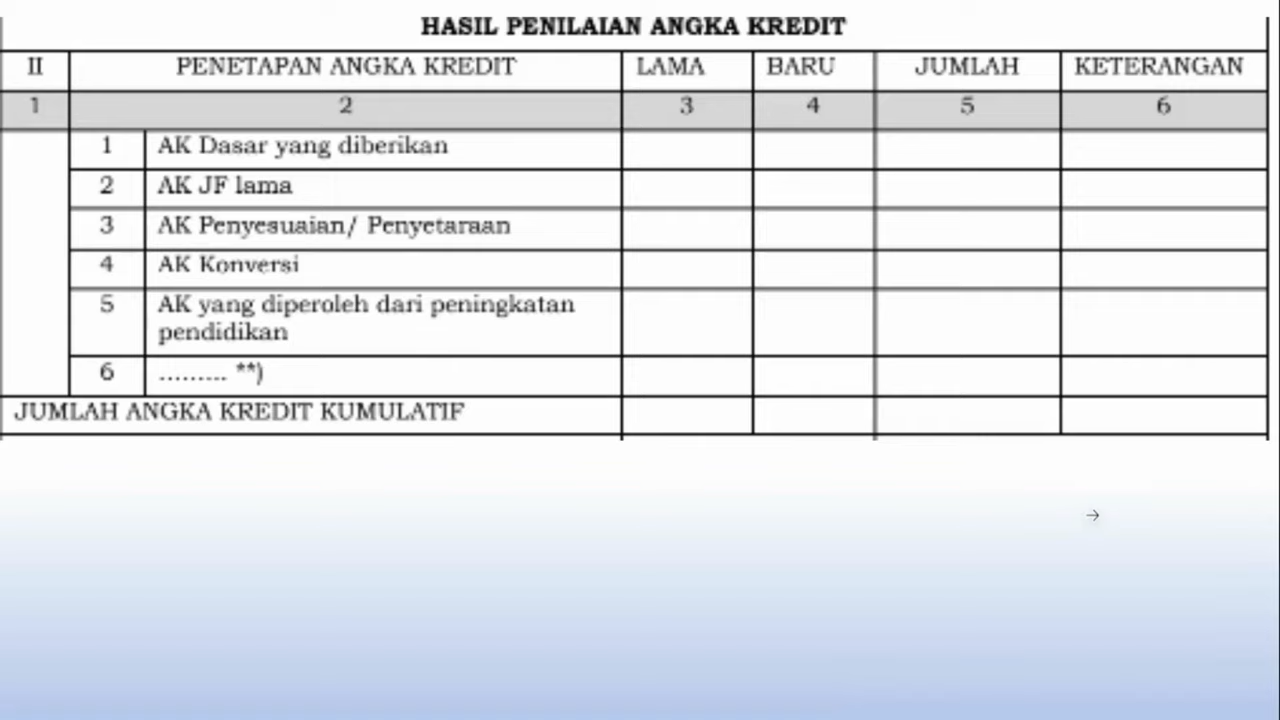 HASIL PENILAIAN ANGKA KREDIT
II PENETAPAN ANGKA KREDIT LAMA BARU JUMLAH KETERANGAN
1 2 3 4 5 6
1 AK Dasar yang diberikan
2 AK JF lama
3 AK Penyesuaian/ Penyetaraan
4 AK Konversi
5 AK yang diperoleh dari peningkatan
pendidikan
6 ......... **)
JUMLAH ANGKA KREDIT KUMULATIF